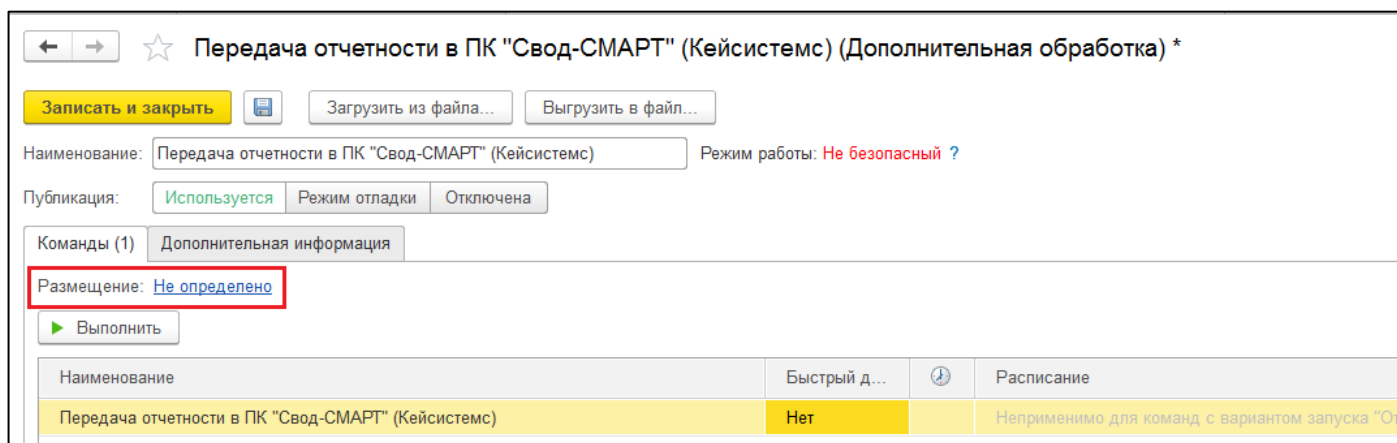 Передача отчетности в ПК "Свод-СМАРТ" (Кейсистемс) (Дополнительная обработка) *
Записать и закрыть Загрузить из файла... Выгрузить в файл...
Наименование: Передача отчетности в ПК "Свод-СМАРТ" (Кейсистемс) Режим работы: Не безопасный ?
Публикация: Используется Режим отладки Отключена
Команды (1) Дополнительная информация
Размещение: Не определено
Выполнить
Наименование Быстрый д... Расписание
Передача отчетности в ПК "Свод-СМАРТ" (Кейсистемс) Нет Неприменимо для команд с вариантом запуска "От